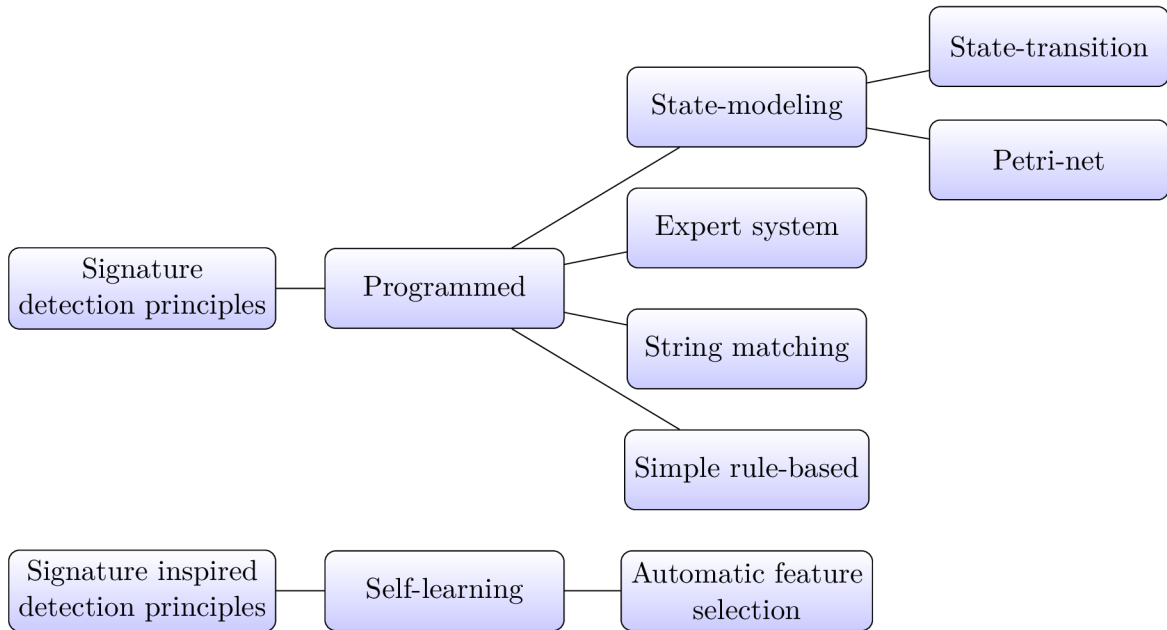 State-transition
State-modeling
Petri-net
Expert system
Signature
detection principles
Programmed
String matching
Simple rule-based
Signature inspired
detection principles
Self-learning
Automatic feature
selection